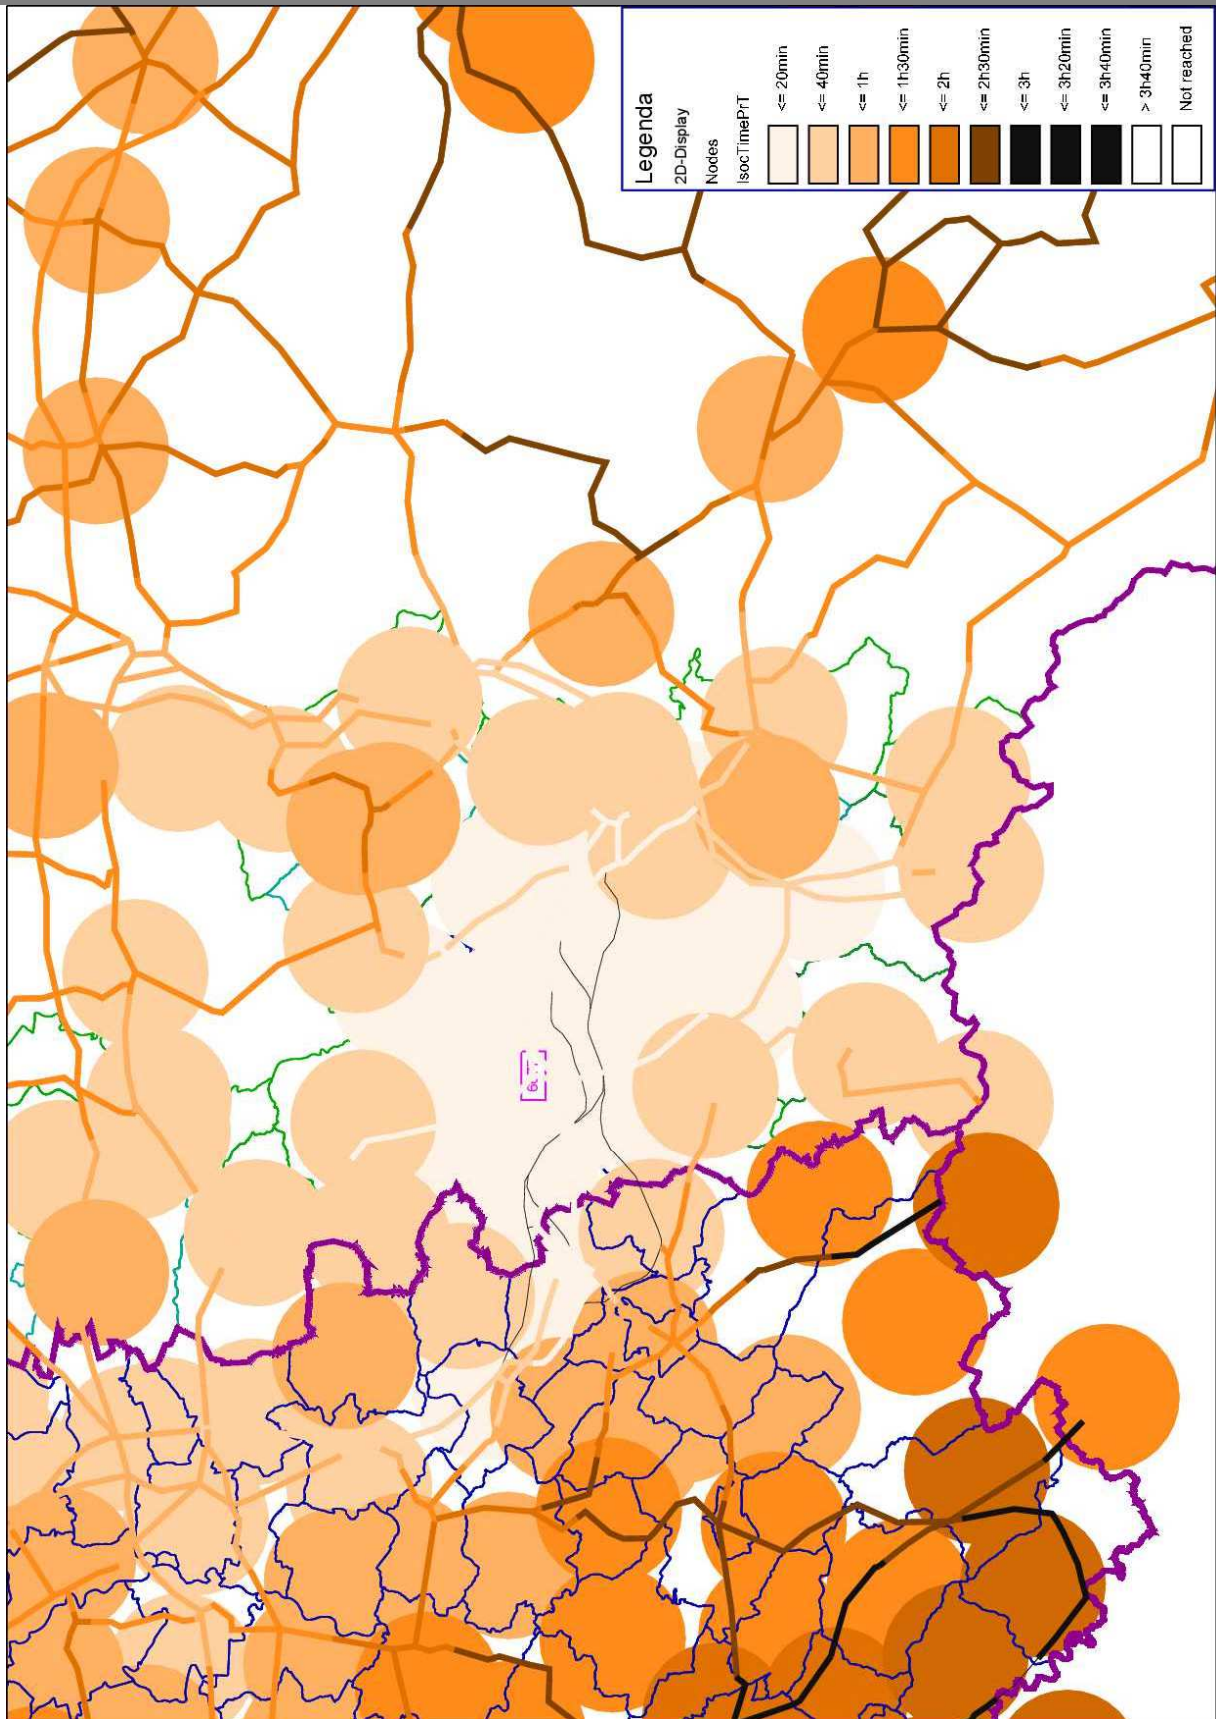 Legenda
2D-Display
Nodes
IsocTimePrT
<= 20min
<= 40min
<= 1h
<= 1h30min
<= 2h
<= 2h30min
<= 3h
<= 3h20min
<= 3h40min
> 3h40min
Not reached